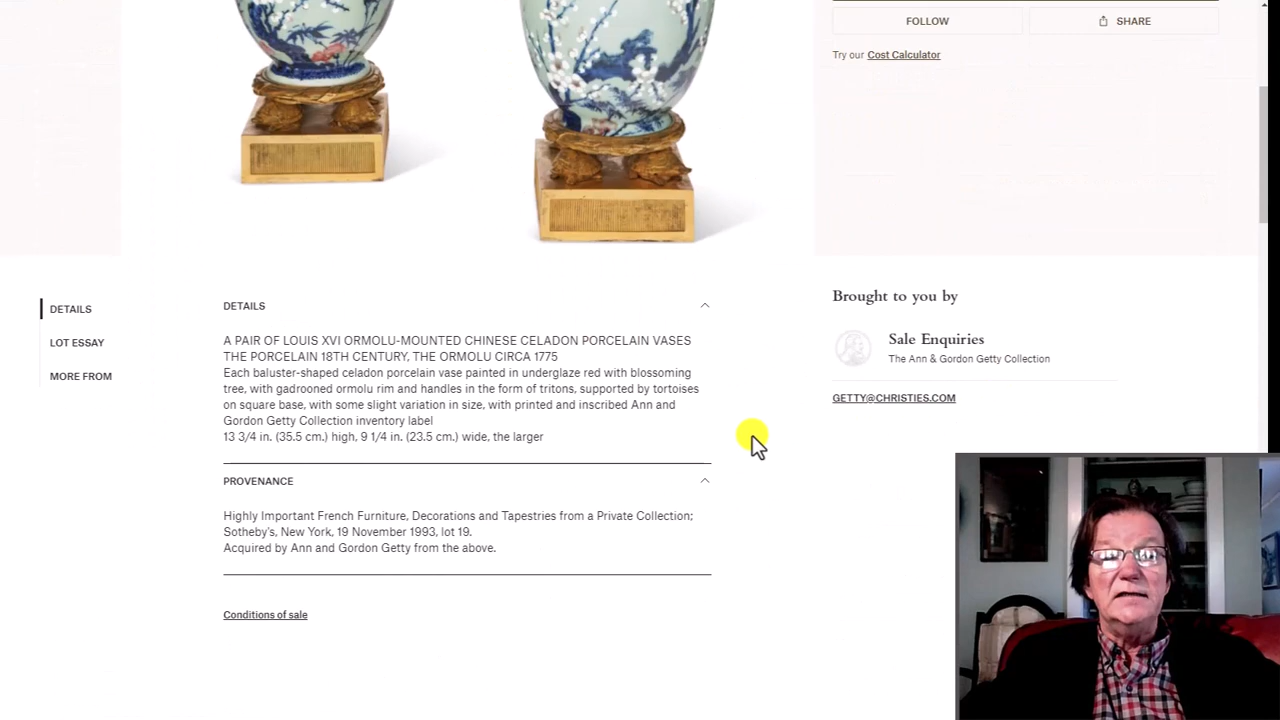 FOLLOW
SHARE
Try our Cost Calculator
DETAILS
LOT ESSAY
MORE FROM
DETAILS
A PAIR OF LOUIS XVI ORMOLU-MOUNTED CHINESE CELADON PORCELAIN VASES
THE PORCELAIN 18TH CENTURY, THE ORMOLU CIRCA 1775
Each baluster-shaped celadon porcelain vase painted in underglaze red with blossoming
tree, with gadrooned ormolu rim and handles in the form of tritons, supported by tortoises
on square base, with some slight variation in size, with printed and inscribed Ann and
Gordon Getty Collection inventory label
13 3/4 in. (35.5 cm.) high, 9 1/4 in. (23.5 cm.) wide, the larger
PROVENANCE
Highly Important French Furniture, Decorations and Tapestries from a Private Collection;
Sotheby's, New York, 19 November 1993, lot 19.
Acquired by Ann and Gordon Getty from the above.
Conditions of sale
Brought to you by
Sale Enquiries
The Ann & Gordon Getty Collection
GETTY@CHRISTIES.COM